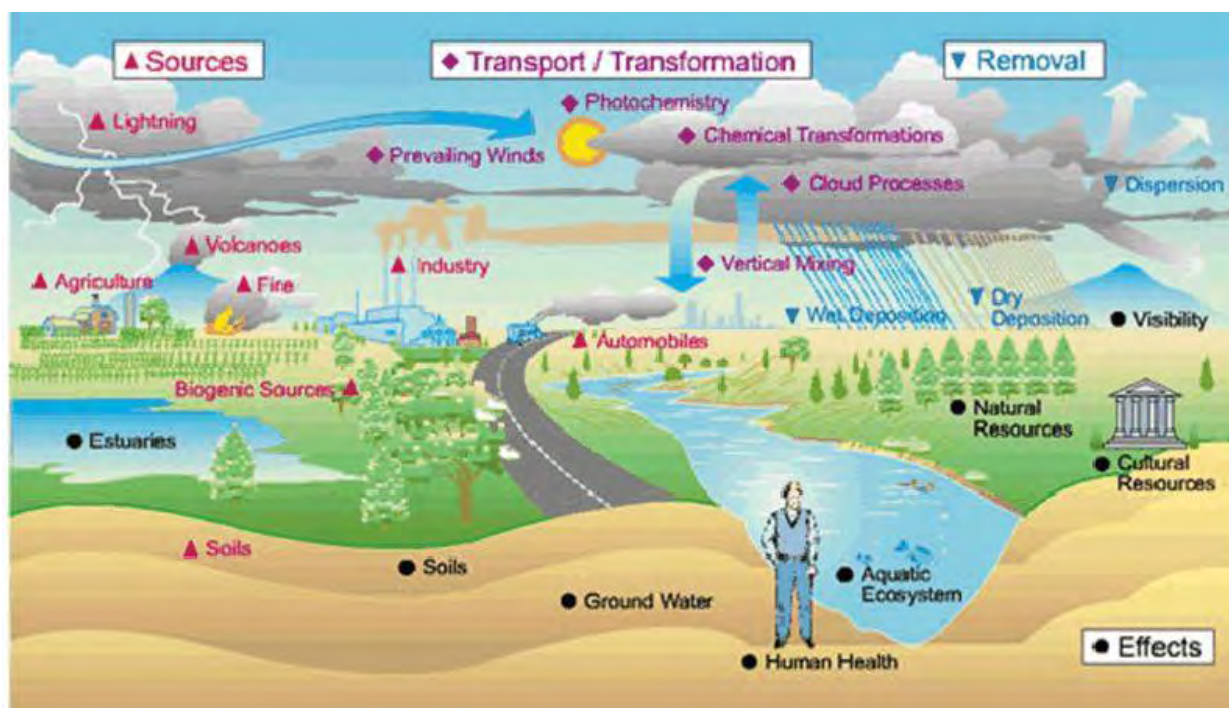 Sources
Transport / Transformation
Removal
Photochemistry
Lightning
Chemical Transformations
Prevailing Winds
Cloud Processes
Dispersion
Volcanoes
Industry
Vertical Mixing
Agriculture
Fire
Wet Deposition
Dry
Deposition
Visibility
Automobiles
Biogenic Sources
Natural
Resources
Estuaries
Cultural
Resources
Soils
Soils
Aquatic
Ecosystem
Ground Water
Effects
Human Health